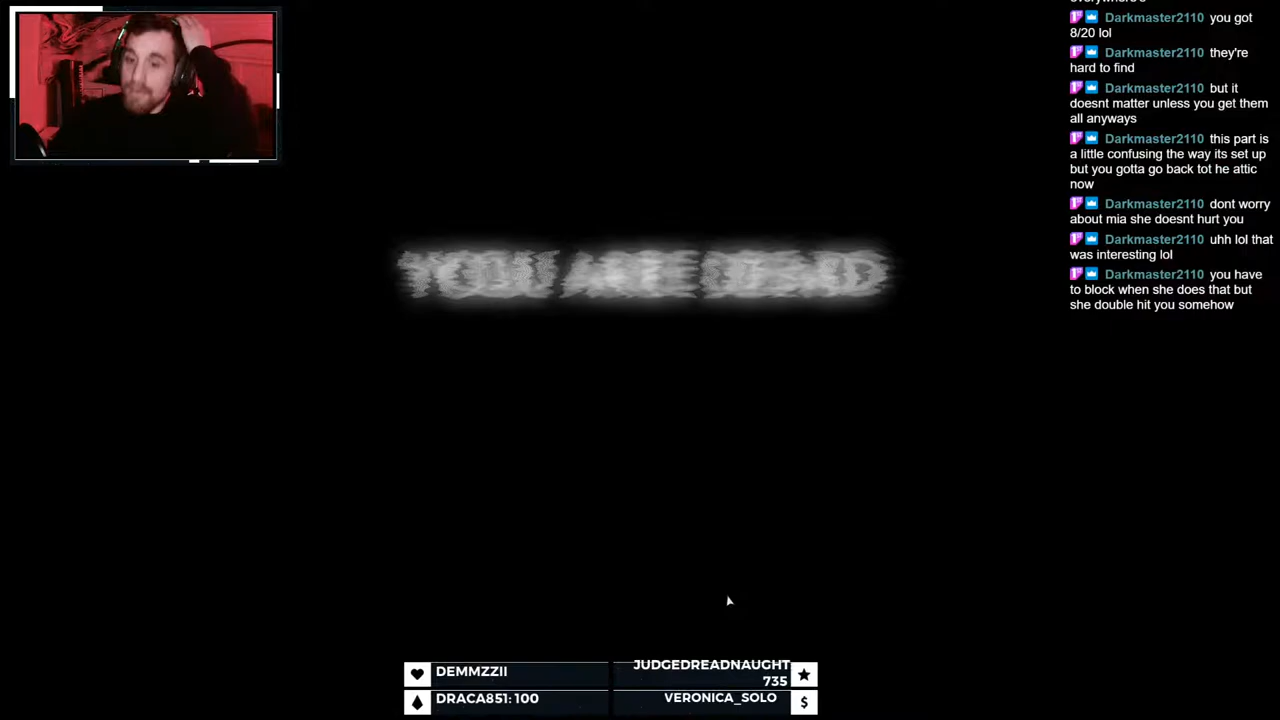 Darkmaster2110 you got
8/20 lol
Darkmaster2110 they're
hard to find
Darkmaster2110 but it
doesnt matter unless you get them
all anyways
Darkmaster2110 this part is
a little confusing the way its set up
but you gotta go back tot he attic
now
Darkmaster2110 dont worry
about mia she doesnt hurt you
Darkmaster2110 uhh lol that
was interesting lol
Darkmaster2110 you have
to block when she does that but
she double hit you somehow
YOU ARE DEAD
DEMMZZII
DRACA851: 100
JUDGEDREADNAUGHT
735
VERONICA_SOLO
$